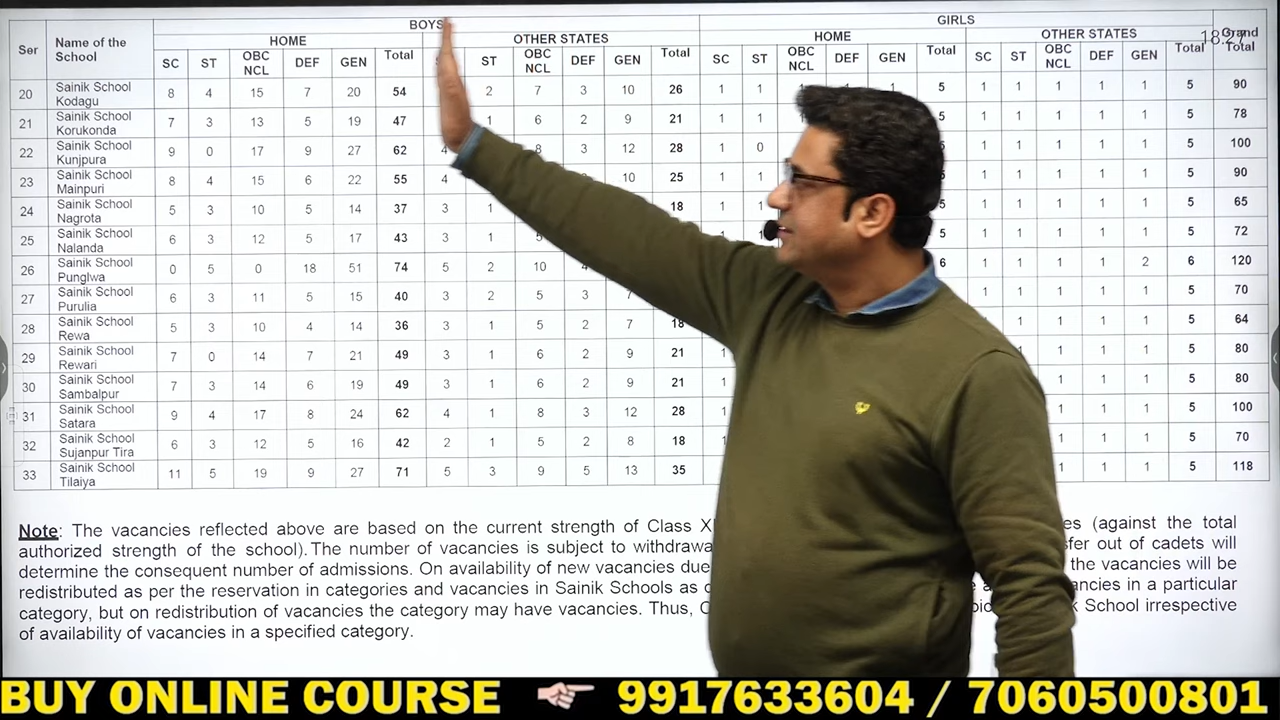 BOYS GIRLS
Ser Name of the School HOME OTHER STATES HOME OTHER STATES Grand Total
SC ST OBC NCL DEF GEN Total ST OBC NCL DEF GEN Total SC ST OBC NCL DEF GEN Total SC ST OBC NCL DEF GEN Total
20 Sainik School Kodagu 8 4 15 7 20 54 2 7 3 10 26 1 1 1 5 1 1 1 1 1 5 90
21 Sainik School Korukonda 7 3 13 5 19 47 1 6 2 9 21 1 1 5 1 1 1 1 1 5 78
22 Sainik School Kunjpura 9 0 17 9 27 62 4 8 3 12 28 1 0 1 1 1 1 1 5 100
23 Sainik School Mainpuri 8 4 15 6 22 55 4 10 25 1 1 1 1 1 1 1 5 90
24 Sainik School Nagrota 5 3 10 5 14 37 3 1 18 1 1 5 1 1 1 1 1 5 65
25 Sainik School Nalanda 6 3 12 5 17 43 3 1 5 1 1 5 1 1 1 1 1 5 72
26 Sainik School Punglwa 0 5 0 18 51 74 5 2 10 4 6 1 1 1 1 2 6 120
27 Sainik School Purulia 6 3 11 5 15 40 3 2 5 3 7 1 1 1 1 1 5 70
28 Sainik School Rewa 5 3 10 4 14 36 3 1 5 2 7 18 1 1 1 1 5 64
29 Sainik School Rewari 7 0 14 7 21 49 3 1 6 2 9 21 1 1 1 1 5 80
30 Sainik School Sambalpur 7 3 14 6 19 49 3 1 6 2 9 21 1 1 1 1 5 80
31 Sainik School Satara 9 4 17 8 24 62 4 1 8 3 12 28 1 1 1 1 5 100
32 Sainik School Sujanpur Tira 6 3 12 5 16 42 2 1 5 2 8 18 1 1 1 1 5 70
33 Sainik School Tilaiya 11 5 19 9 27 71 5 3 9 5 13 35 1 1 1 5 118
Note: The vacancies reflected above are based on the current strength of Class (against the total
authorized strength of the school). The number of vacancies is subject to out of cadets will
determine the consequent number of admissions. On availability of new vacancies due the vacancies will be
redistributed as per the reservation in categories and vacancies in Sainik Schools as in a particular
category, but on redistribution of vacancies the category may have vacancies. Thus, School irrespective
of availability of vacancies in a specified category.
BUY ONLINE COURSE 9917633604 / 7060500801